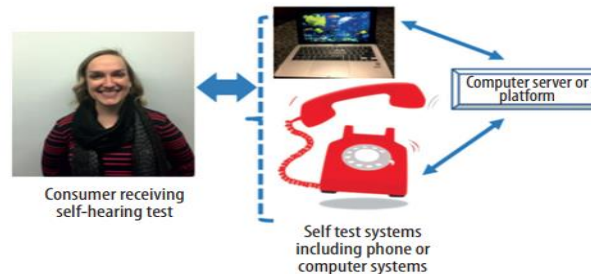 Computer server or
platform
Consumer receiving
self-hearing test
Self test systems
including phone or
computer systems